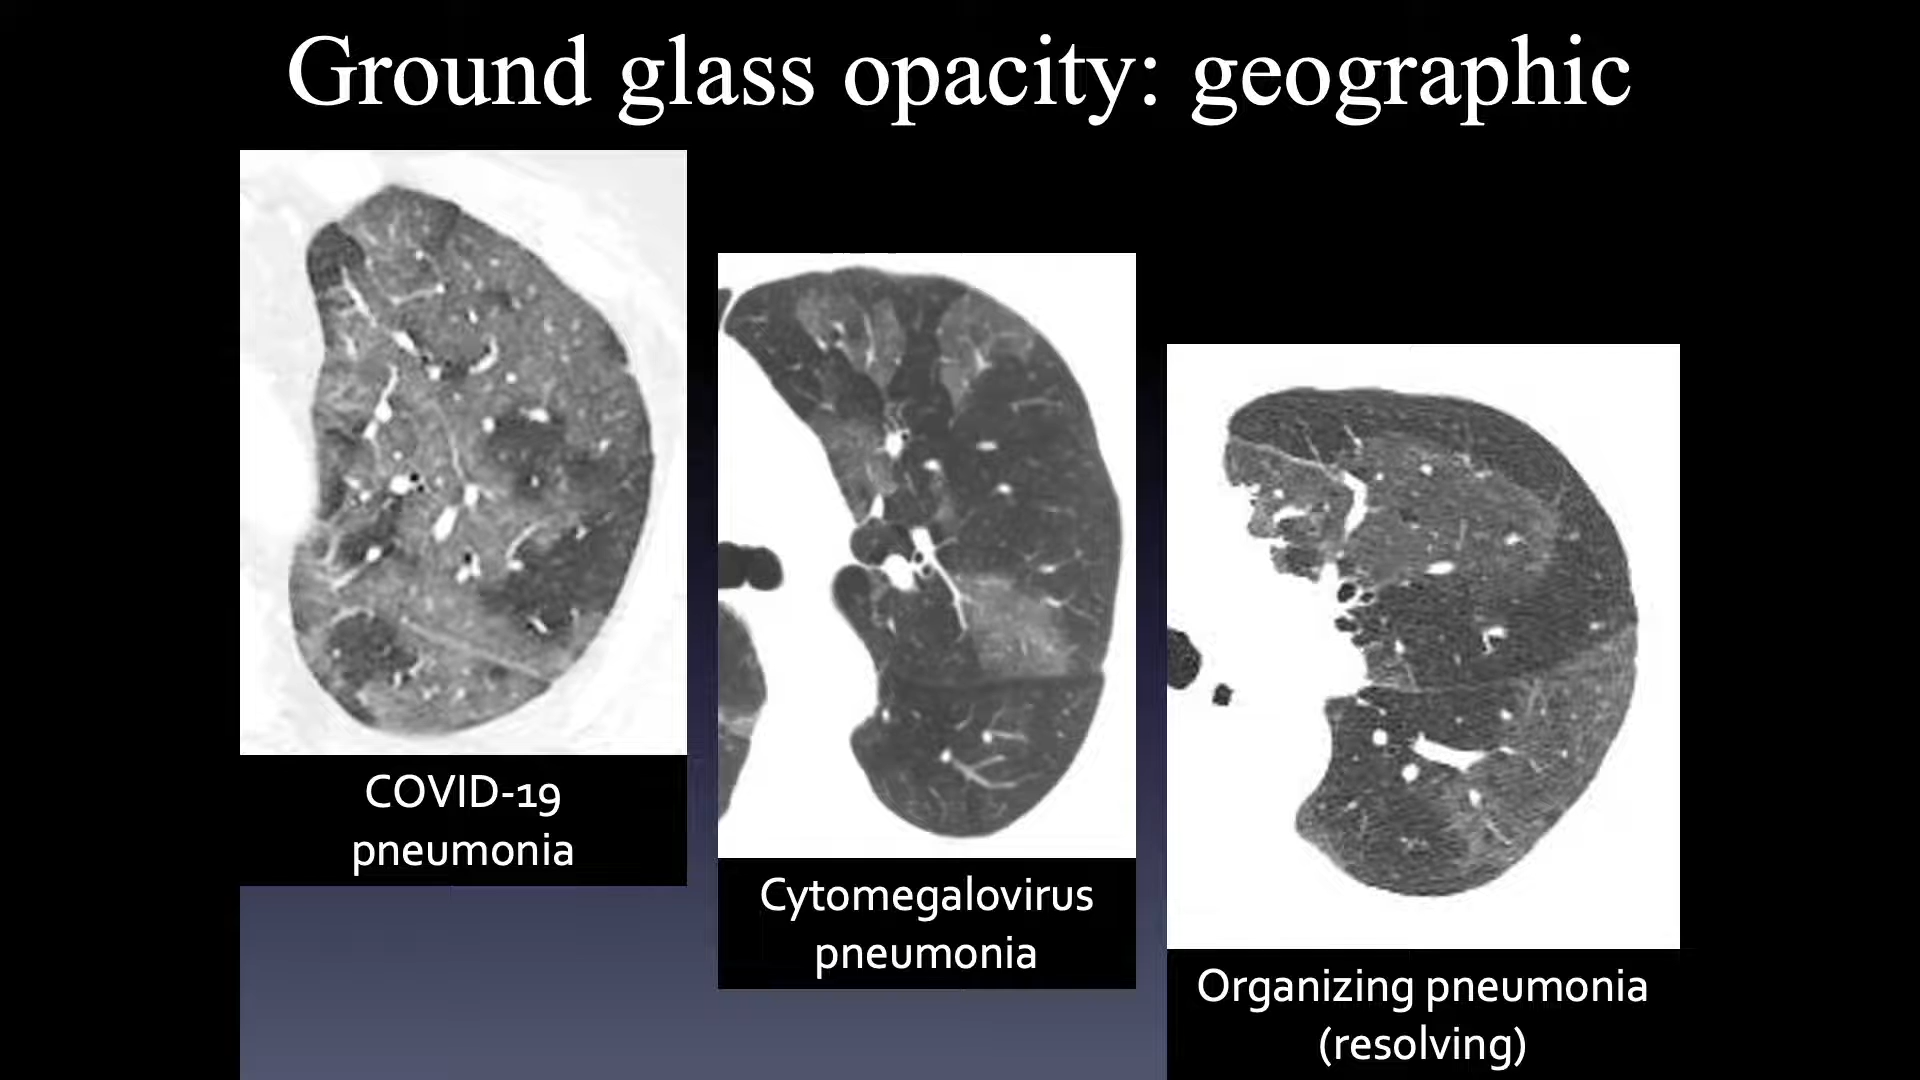 Ground glass opacity: geographic
COVID-19
pneumonia
Cytomegalovirus
pneumonia
Organizing pneumonia
(resolving)